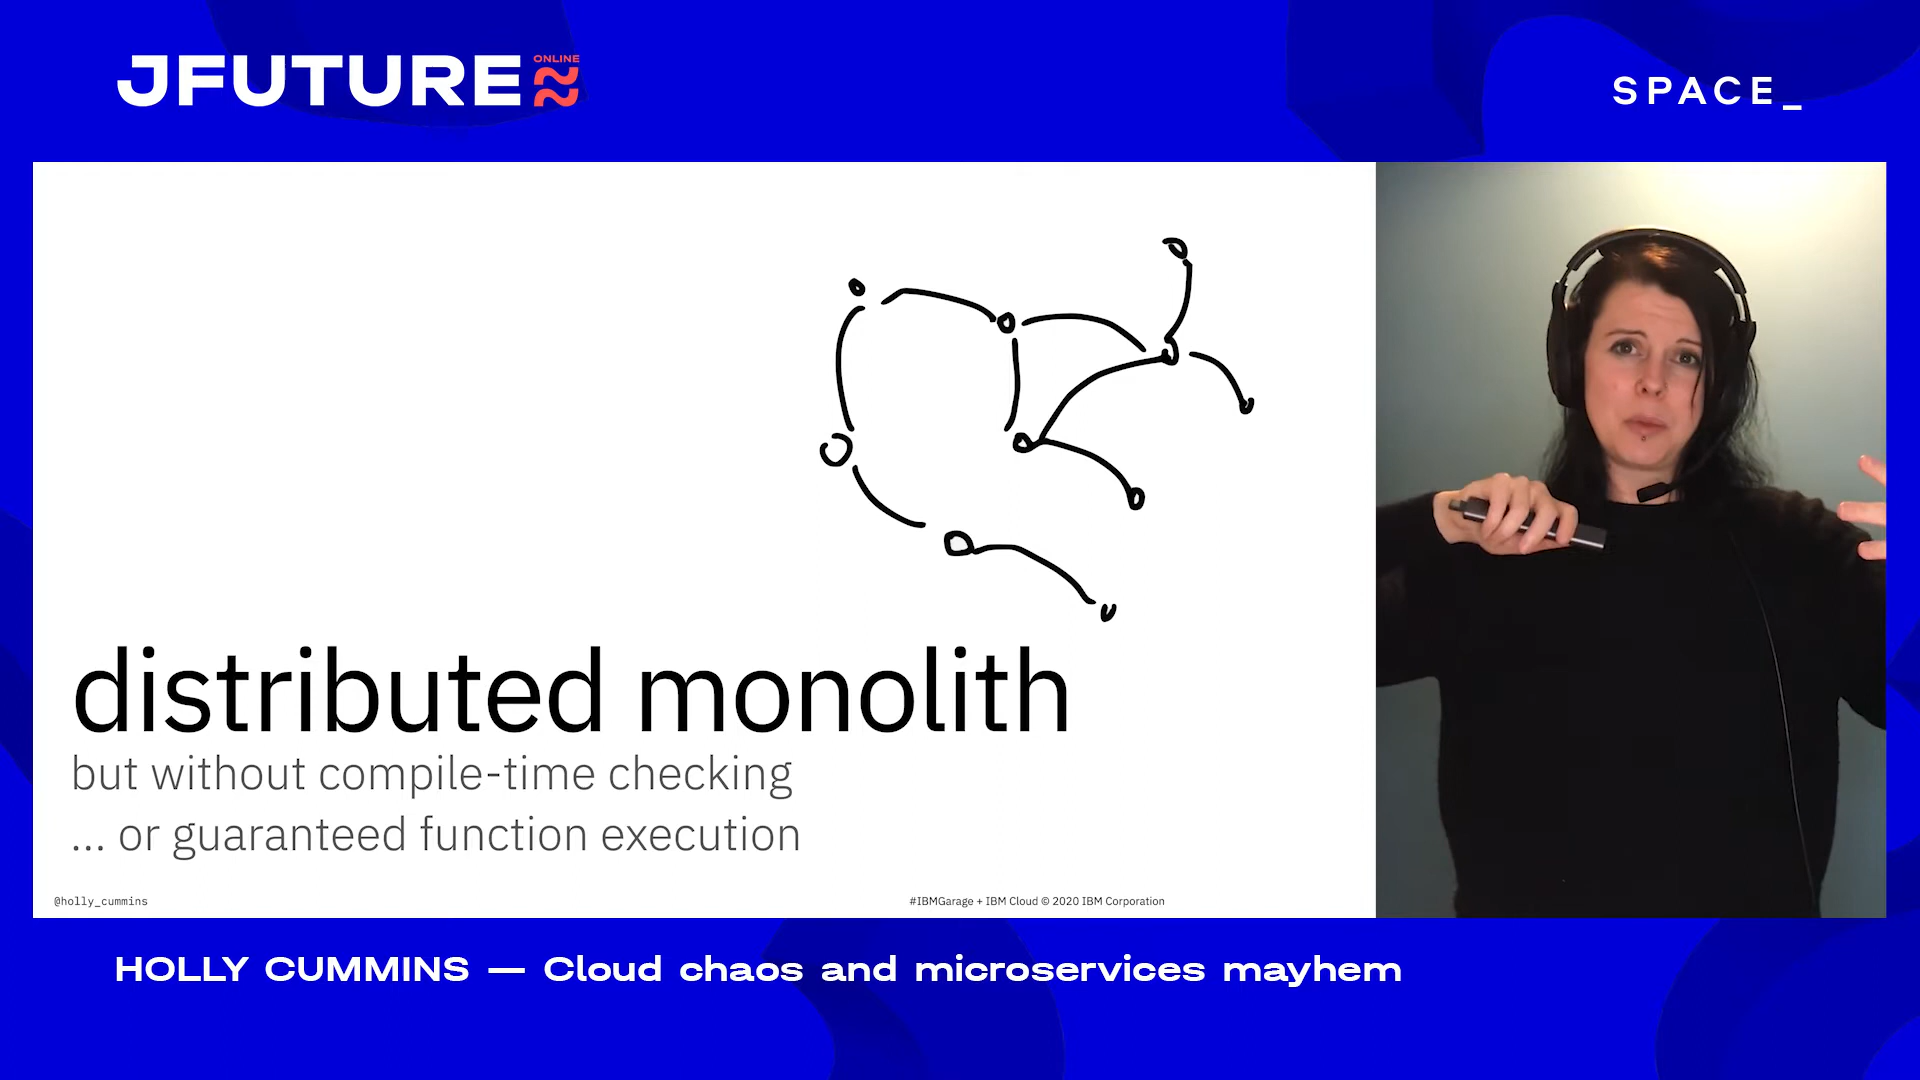 JFUTURE ONLINE
SPACE_
distributed monolith
but without compile-time checking
... or guaranteed function execution
@holly_cummins
#IBMGarage + IBM Cloud © 2020 IBM Corporation
HOLLY CUMMINS — Cloud chaos and microservices mayhem